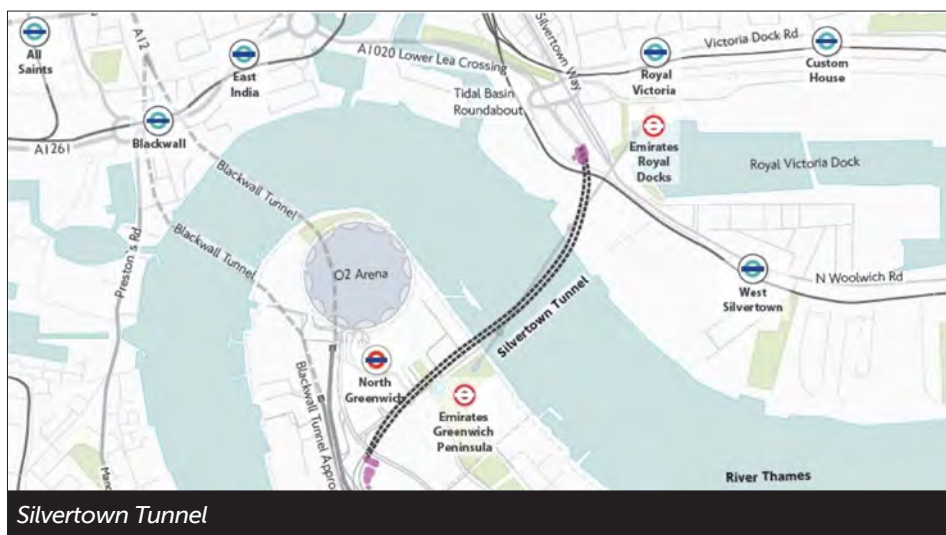 All
Saints
A12
East
India
A1020 Lower Lea Crossing
Silvertown Way
Royal
Victoria
Victoria Dock Rd
Custom
House
Tidal Basin
Roundabout
A1261
Blackwall
Emirates
Royal
Docks
Royal Victoria Dock
Blackwall Tunnel
Blackwall Tunnel
Preston's Rd
O2 Arena
Silvertown Tunnel
West
Silvertown
N Woolwich Rd
North
Greenwich
Emirates
Greenwich
Peninsula
Blackwall Tunnel Appro
Manc
River Thames
Silvertown Tunnel